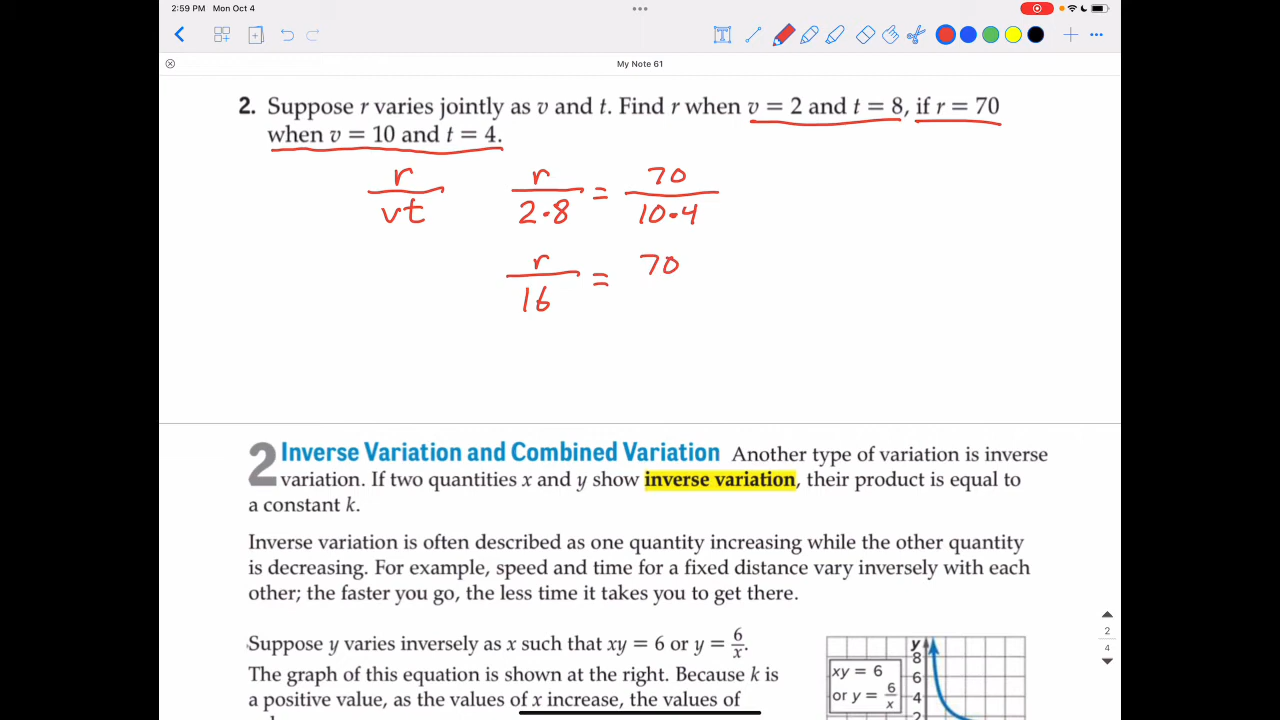 2:59 PM Mon Oct 4
My Note 61
2. Suppose r varies jointly as v and t. Find r when v = 2 and t = 8, if r = 70
when v = 10 and t = 4.
r/vt r/2·8 = 70/10·4
r/16 = 70
2 Inverse Variation and Combined Variation Another type of variation is inverse
variation. If two quantities x and y show inverse variation, their product is equal to
a constant k.
Inverse variation is often described as one quantity increasing while the other quantity
is decreasing. For example, speed and time for a fixed distance vary inversely with each
other; the faster you go, the less time it takes you to get there.
Suppose y varies inversely as x such that xy = 6 or y = 6/x.
The graph of this equation is shown at the right. Because k is
a positive value, as the values of x increase, the values of
xy = 6
or y = 6/x
y
8
6
4
2
2
4